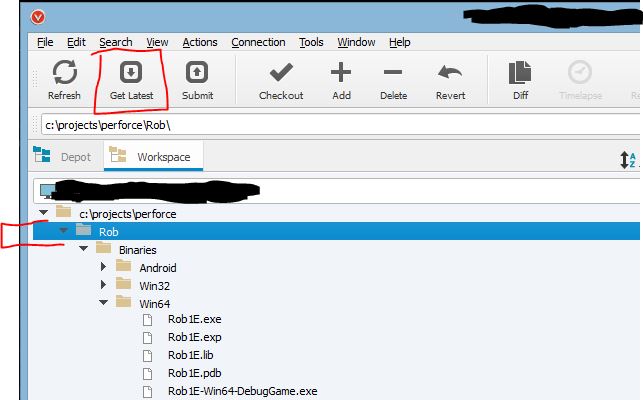 File Edit Search View Actions Connection Tools Window Help
Refresh Get Latest Submit Checkout Add Delete Revert Diff Timelapse
c:\projects\perforce\Rob\
Depot Workspace
c:\projects\perforce
Rob
Binaries
Android
Win32
Win64
Rob1E.exe
Rob1E.exp
Rob1E.lib
Rob1E.pdb
Rob1E-Win64-DebugGame.exe